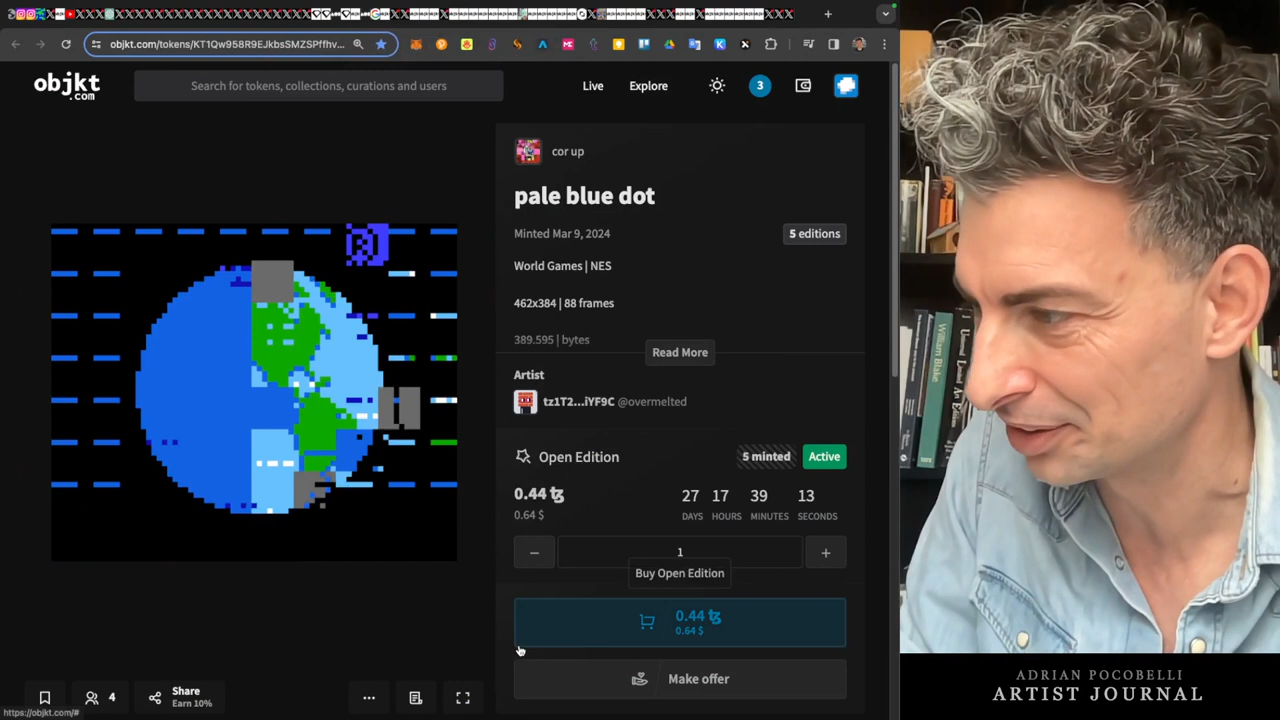 objkt.com/tokens/KT1Qw958R9EJkbsSMZSPffhv...
objkt
.com
Search for tokens, collections, curations and users
Live
Explore
3
cor up
pale blue dot
Minted Mar 9, 2024
5 editions
World Games | NES
462x384 | 88 frames
389.595 | bytes
Read More
Artist
tz1T2...iYF9C @overmelted
Open Edition
5 minted
Active
0.44 ꜩ
0.64 $
27 17 39 13
DAYS HOURS MINUTES SECONDS
− 1 +
Buy Open Edition
0.44 ꜩ
0.64 $
Make offer
4
Share
Earn 10%
https://objkt.com/#
William Blake
ADRIAN POCOBELLI
ARTIST JOURNAL